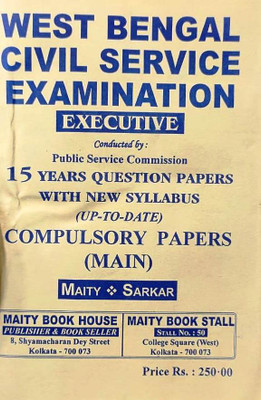 WEST BENGAL
CIVIL SERVICE
EXAMINATION
EXECUTIVE
Conducted by :
Public Service Commission
15 YEARS QUESTION PAPERS
WITH NEW SYLLABUS
(UP-TO-DATE)
COMPULSORY PAPERS
(MAIN)
MAITY ❖ SARKAR
MAITY BOOK HOUSE
PUBLISHER & BOOK SELLER
8, Shyamacharan Dey Street
Kolkata - 700 073
MAITY BOOK STALL
STALL NO. : 50
College Square (West)
Kolkata - 700 073
Price Rs. : 250·00